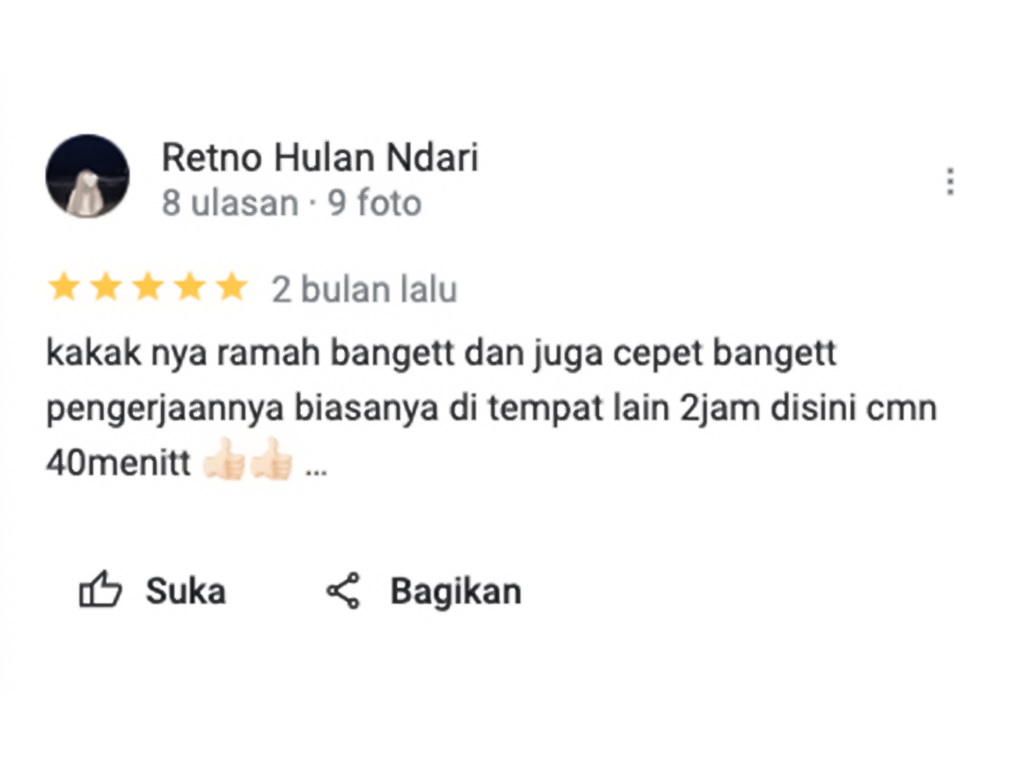 Retno Hulan Ndari
8 ulasan · 9 foto
2 bulan lalu
kakak nya ramah bangett dan juga cepet bangett
pengerjaannya biasanya di tempat lain 2jam disini cmn
40menitt 👍🏻👍🏻 ...
Suka
Bagikan